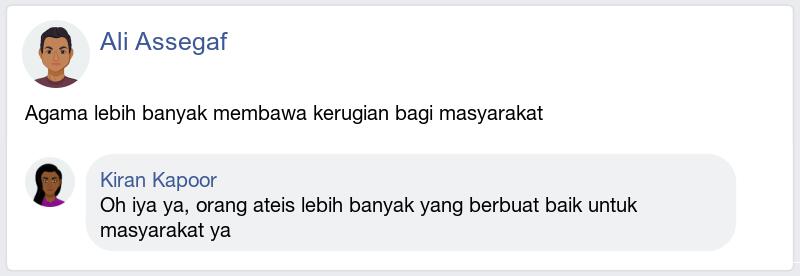 Ali Assegaf
Agama lebih banyak membawa kerugian bagi masyarakat
Kiran Kapoor
Oh iya ya, orang ateis lebih banyak yang berbuat baik untuk
masyarakat ya